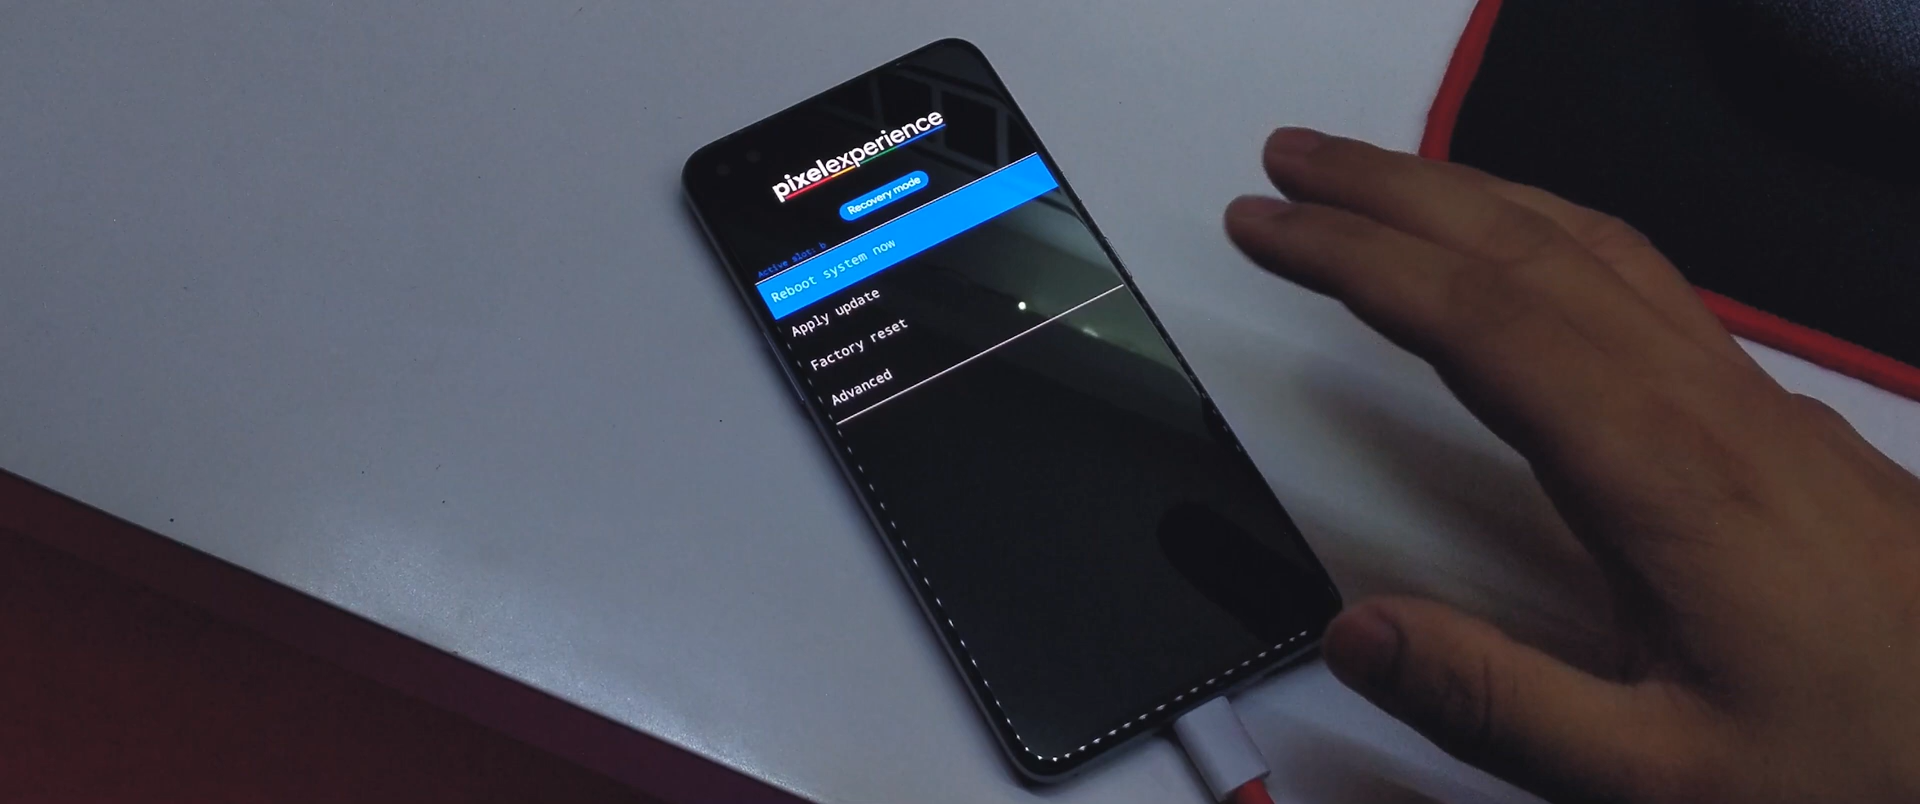 pixelexperience
Recovery mode
Active slot: b
Reboot system now
Apply update
Factory reset
Advanced